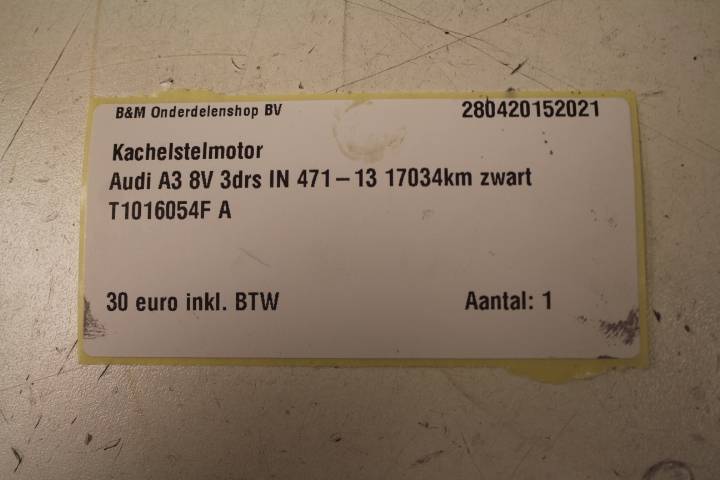 B&M Onderdelenshop BV 280420152021
Kachelstelmotor
Audi A3 8V 3drs IN 471-13 17034km zwart
T1016054F A
30 euro inkl. BTW Aantal: 1